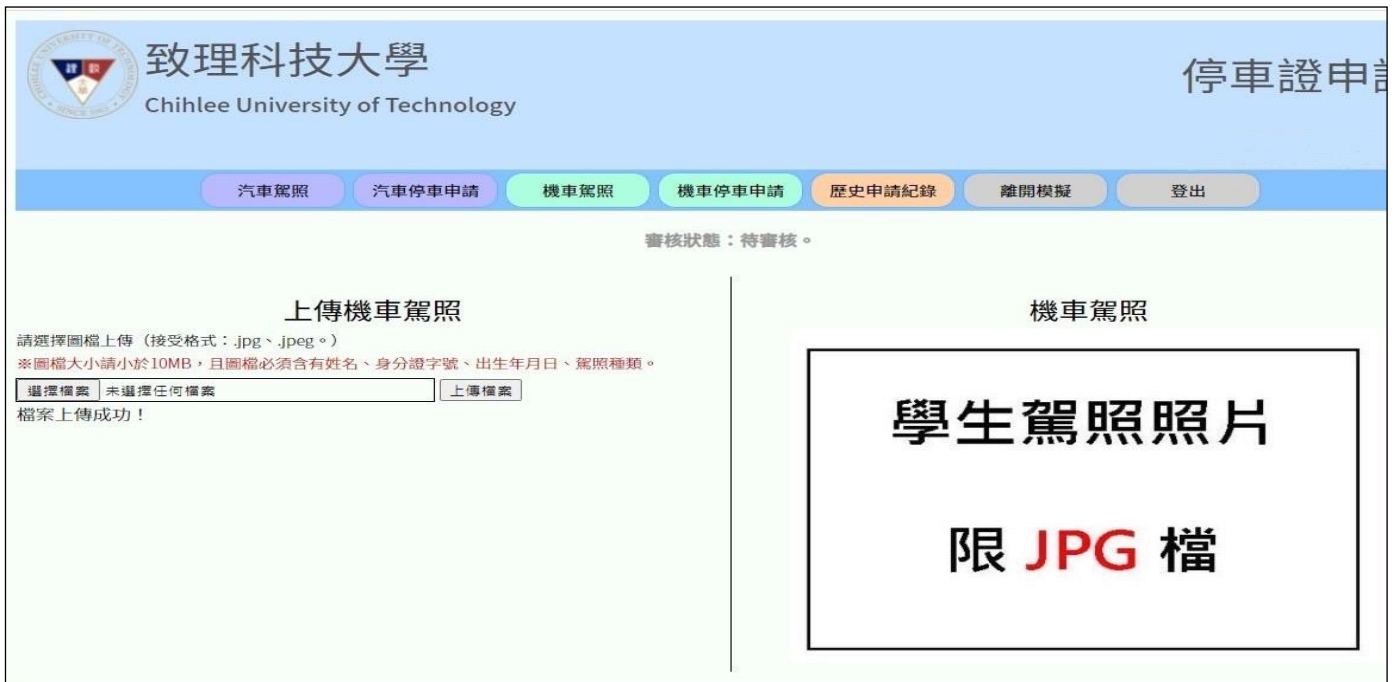 致理科技大學
Chihlee University of Technology
停車證申
汽車駕照
汽車停車申請
機車駕照
機車停車申請
歷史申請紀錄
離開模擬
登出
審核狀態：待審核。
上傳機車駕照
請選擇圖檔上傳（接受格式：.jpg、.jpeg。）
※圖檔大小請小於10MB，且圖檔必須含有姓名、身分證字號、出生年月日、駕照種類。
選擇檔案 未選擇任何檔案 上傳檔案
檔案上傳成功！
機車駕照
學生駕照照片
限 JPG 檔